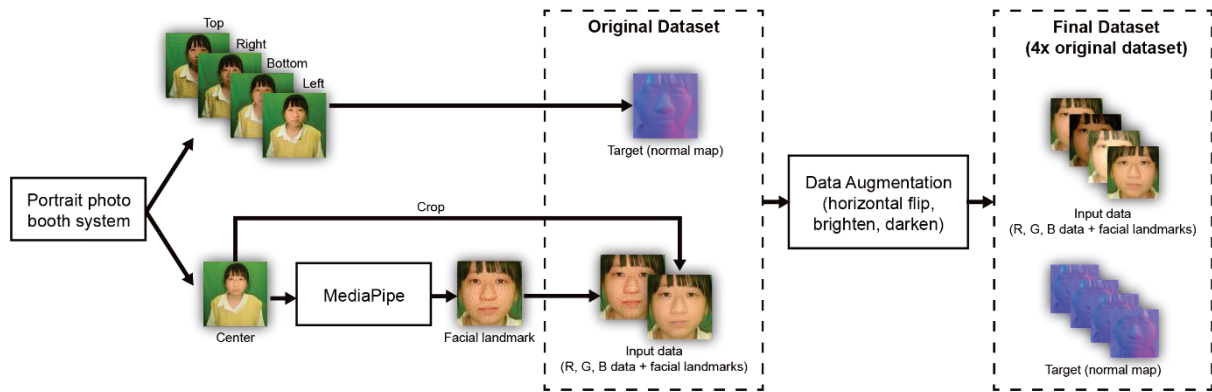 Top
Right
Bottom
Left
Portrait photo
booth system
Center
MediaPipe
Facial landmark
Crop
Original Dataset
Target (normal map)
Input data
(R, G, B data + facial landmarks)
Data Augmentation
(horizontal flip,
brighten, darken)
Final Dataset
(4x original dataset)
Input data
(R, G, B data + facial landmarks)
Target (normal map)